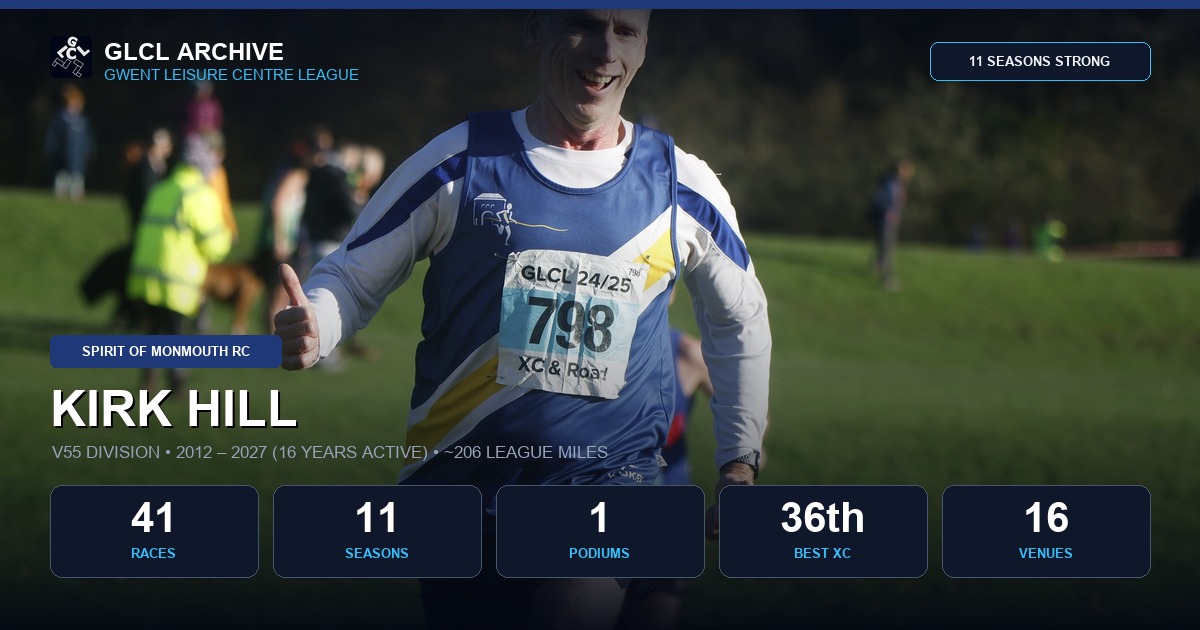 GLCL ARCHIVE
GWENT LEISURE CENTRE LEAGUE
11 SEASONS STRONG
GLCL 24/25
798
798
XC & Road
SPIRIT OF MONMOUTH RC
KIRK HILL
V55 DIVISION • 2012 – 2027 (16 YEARS ACTIVE) • ~206 LEAGUE MILES
41
RACES
11
SEASONS
1
PODIUMS
36th
BEST XC
16
VENUES